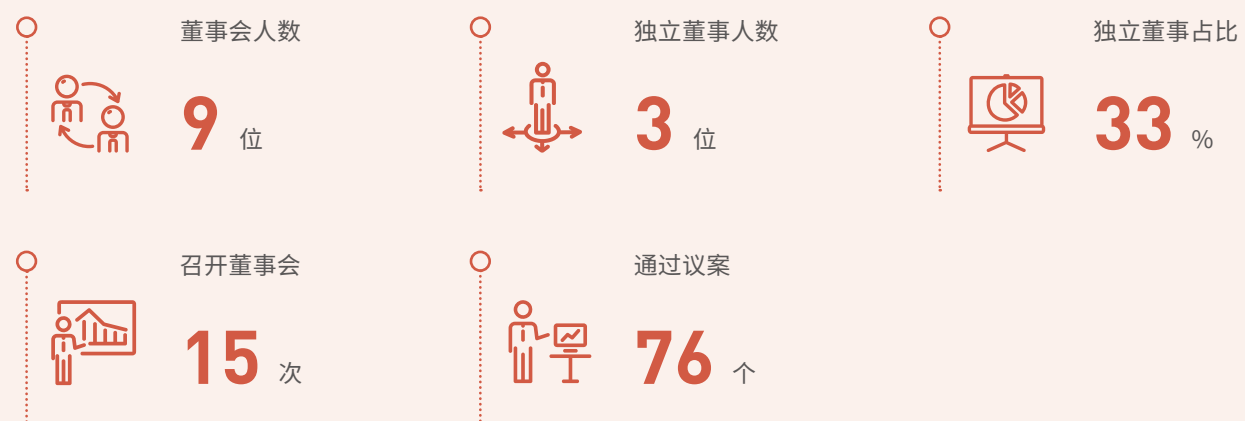 董事会人数
9 位
独立董事人数
3 位
独立董事占比
33 %
召开董事会
15 次
通过议案
76 个